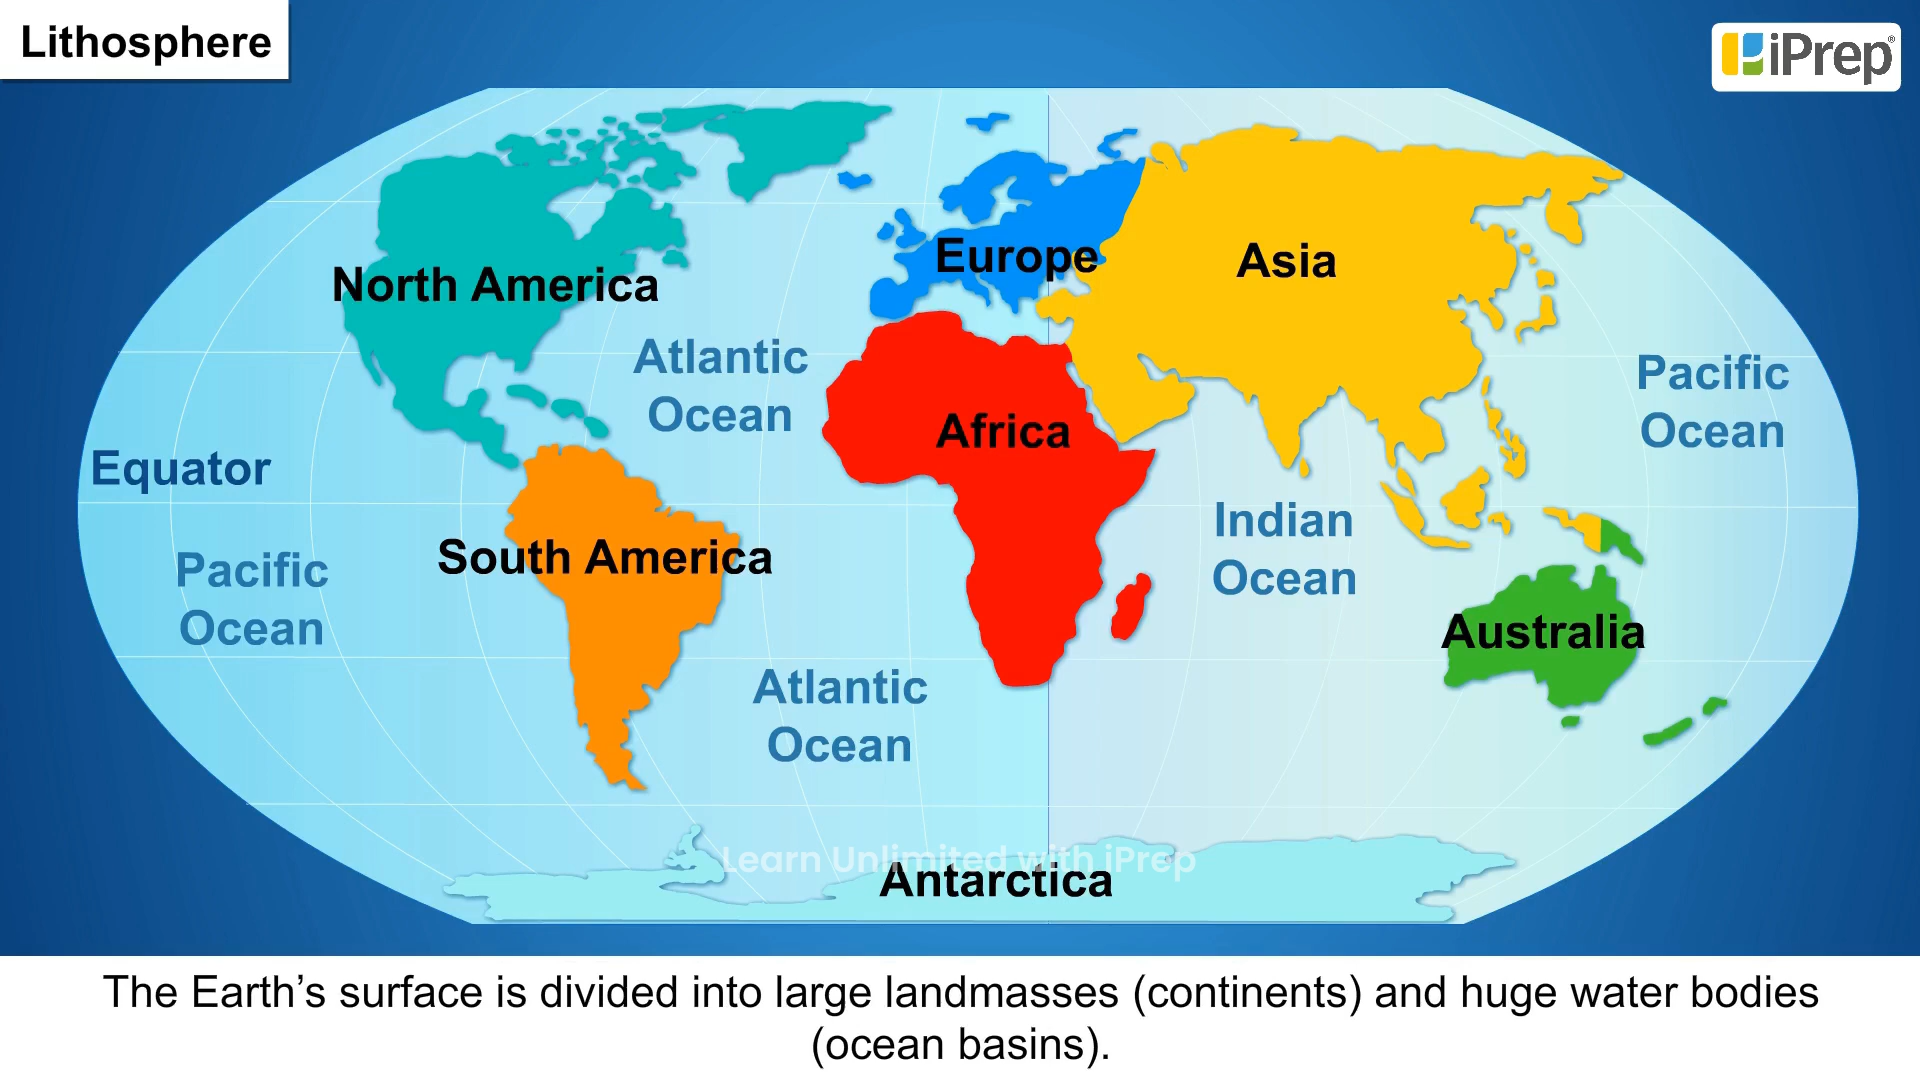 Lithosphere
iPrep®
North America
Europe
Asia
Atlantic
Ocean
Pacific
Ocean
Africa
Equator
Indian
Ocean
South America
Pacific
Ocean
Australia
Atlantic
Ocean
Learn Unlimited with iPrep
Antarctica
The Earth’s surface is divided into large landmasses (continents) and huge water bodies
(ocean basins).